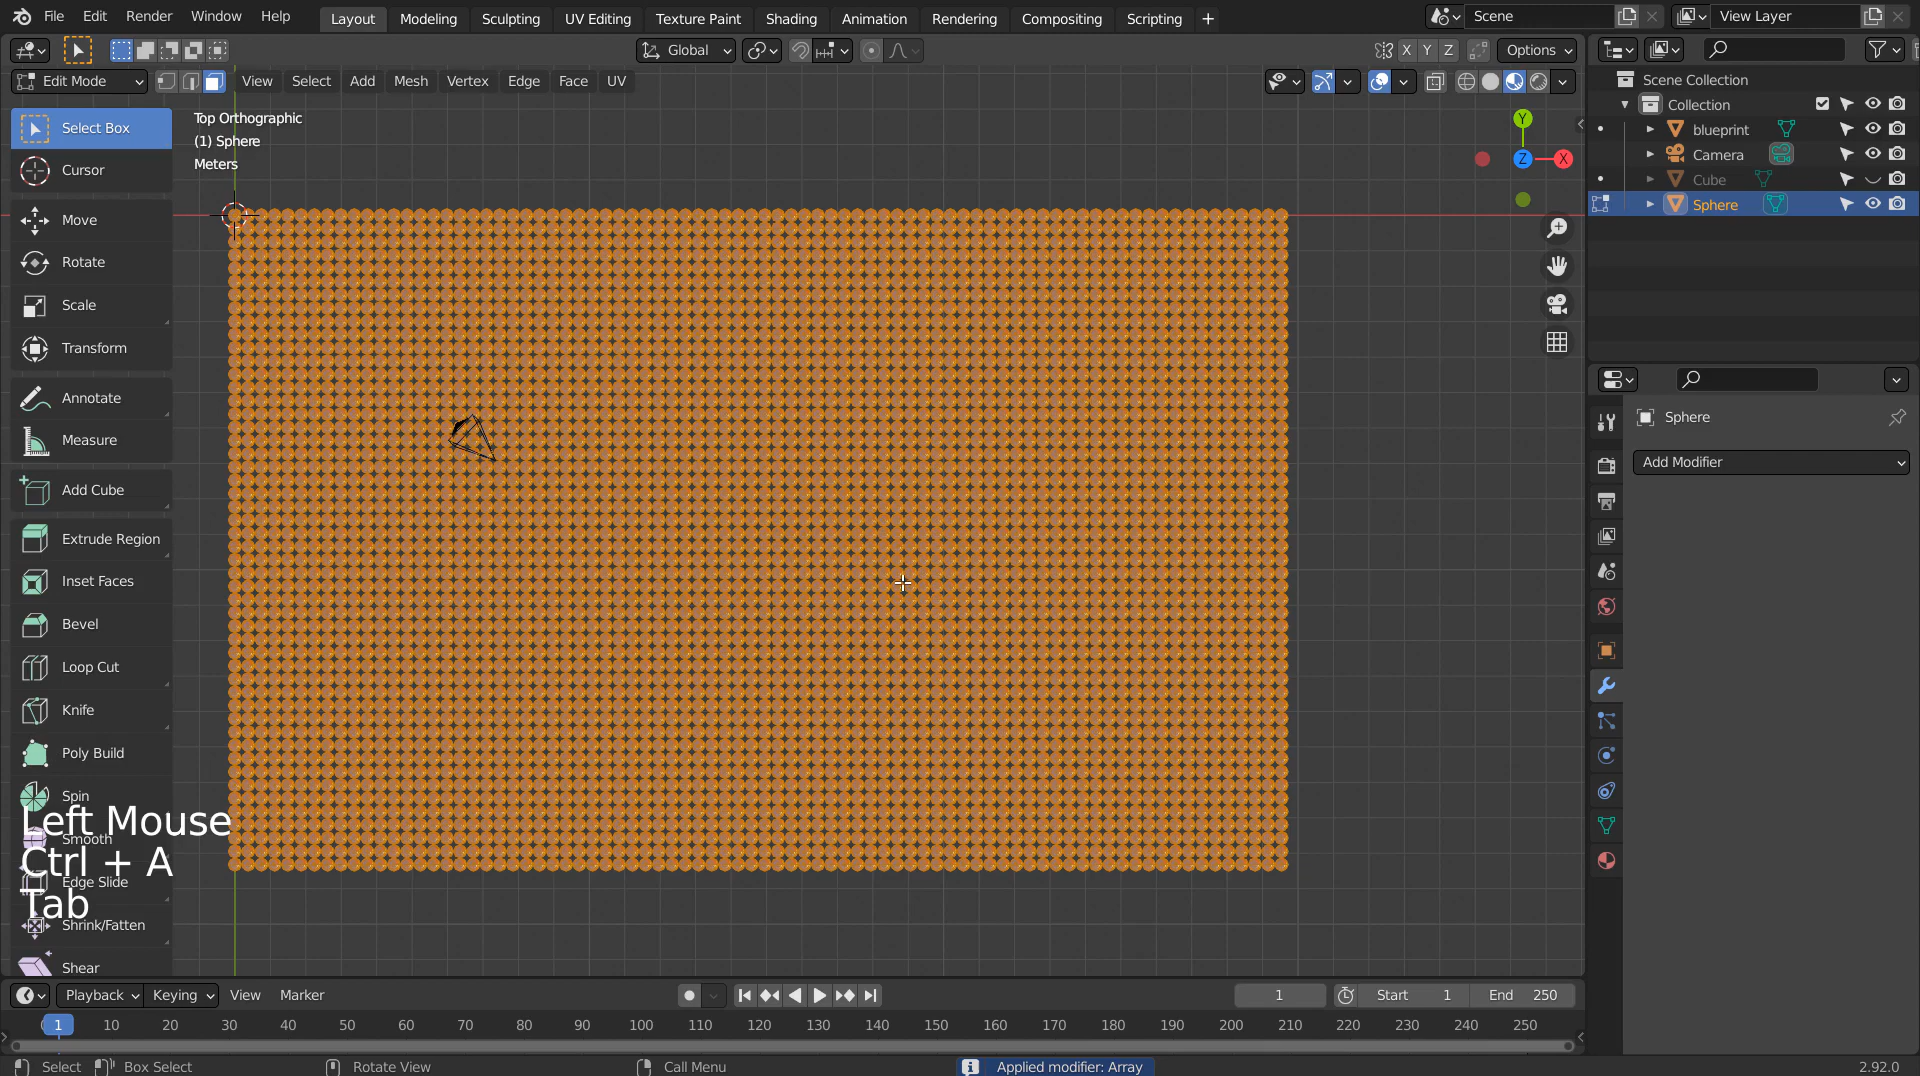 File Edit Render Window Help Layout Modeling Sculpting UV Editing Texture Paint Shading Animation Rendering Compositing Scripting + Scene View Layer
Global X Y Z Options
Edit Mode View Select Add Mesh Vertex Edge Face UV
Scene Collection
Collection
blueprint
Camera
Cube
Sphere
Select Box
Cursor
Move
Rotate
Scale
Transform
Annotate
Measure
Add Cube
Extrude Region
Inset Faces
Bevel
Loop Cut
Knife
Poly Build
Spin
Smooth
Edge Slide
Shrink/Fatten
Shear
Top Orthographic
(1) Sphere
Meters
Y
Z
X
Left Mouse
Ctrl + A
Tab
Sphere
Add Modifier
Playback Keying View Marker 1 Start 1 End 250
1 10 20 30 40 50 60 70 80 90 100 110 120 130 140 150 160 170 180 190 200 210 220 230 240 250
Select Box Select Rotate View Call Menu Applied modifier: Array 2.92.0